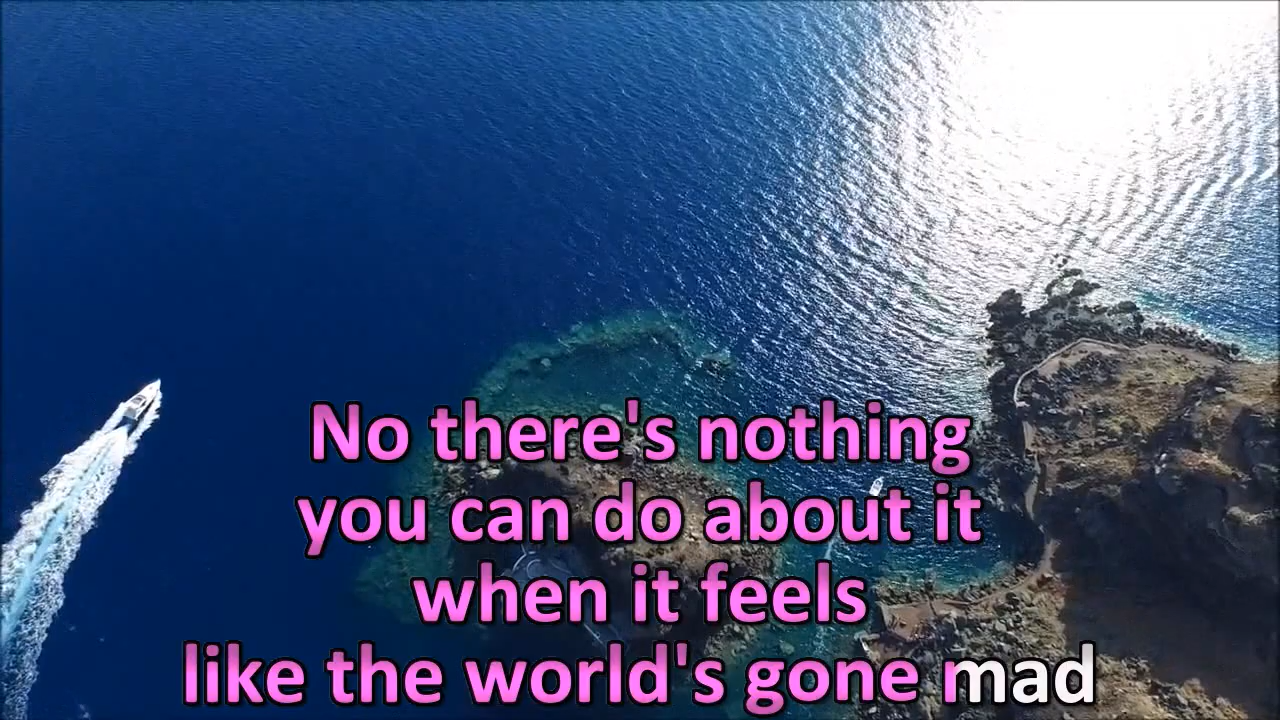 No there's nothing
you can do about it
when it feels
like the world's gone mad